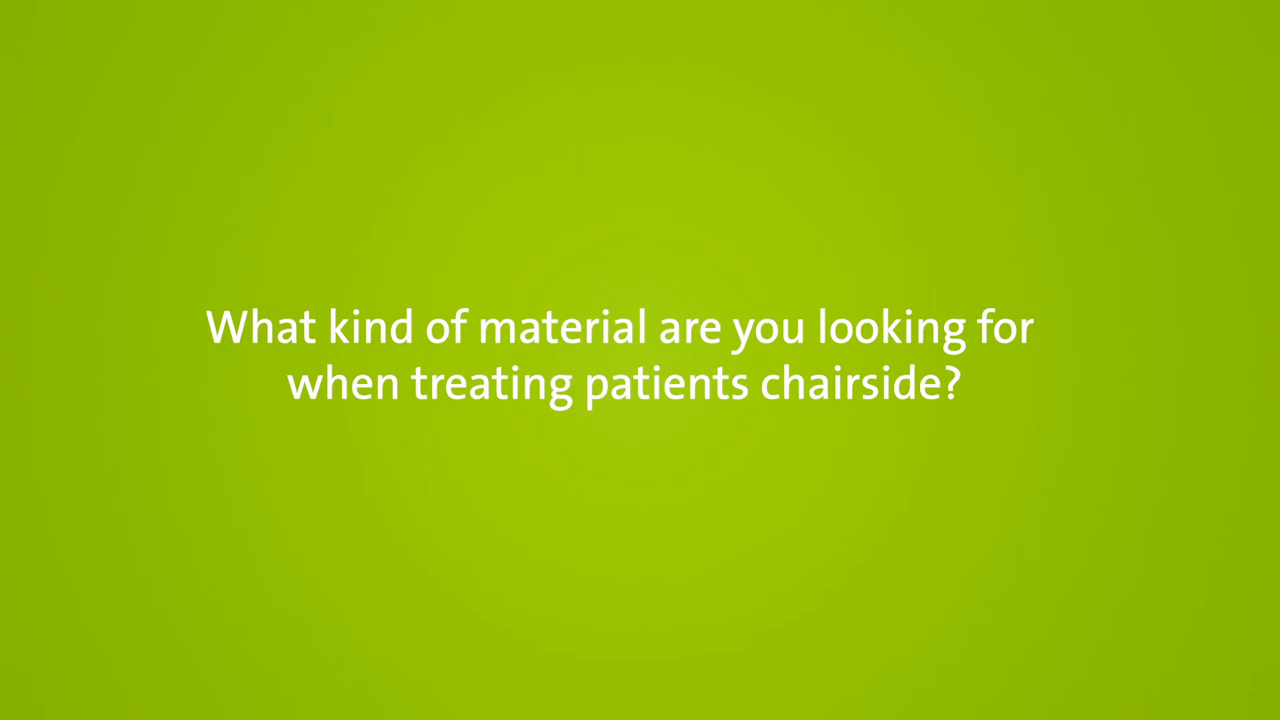 What kind of material are you looking for
when treating patients chairside?